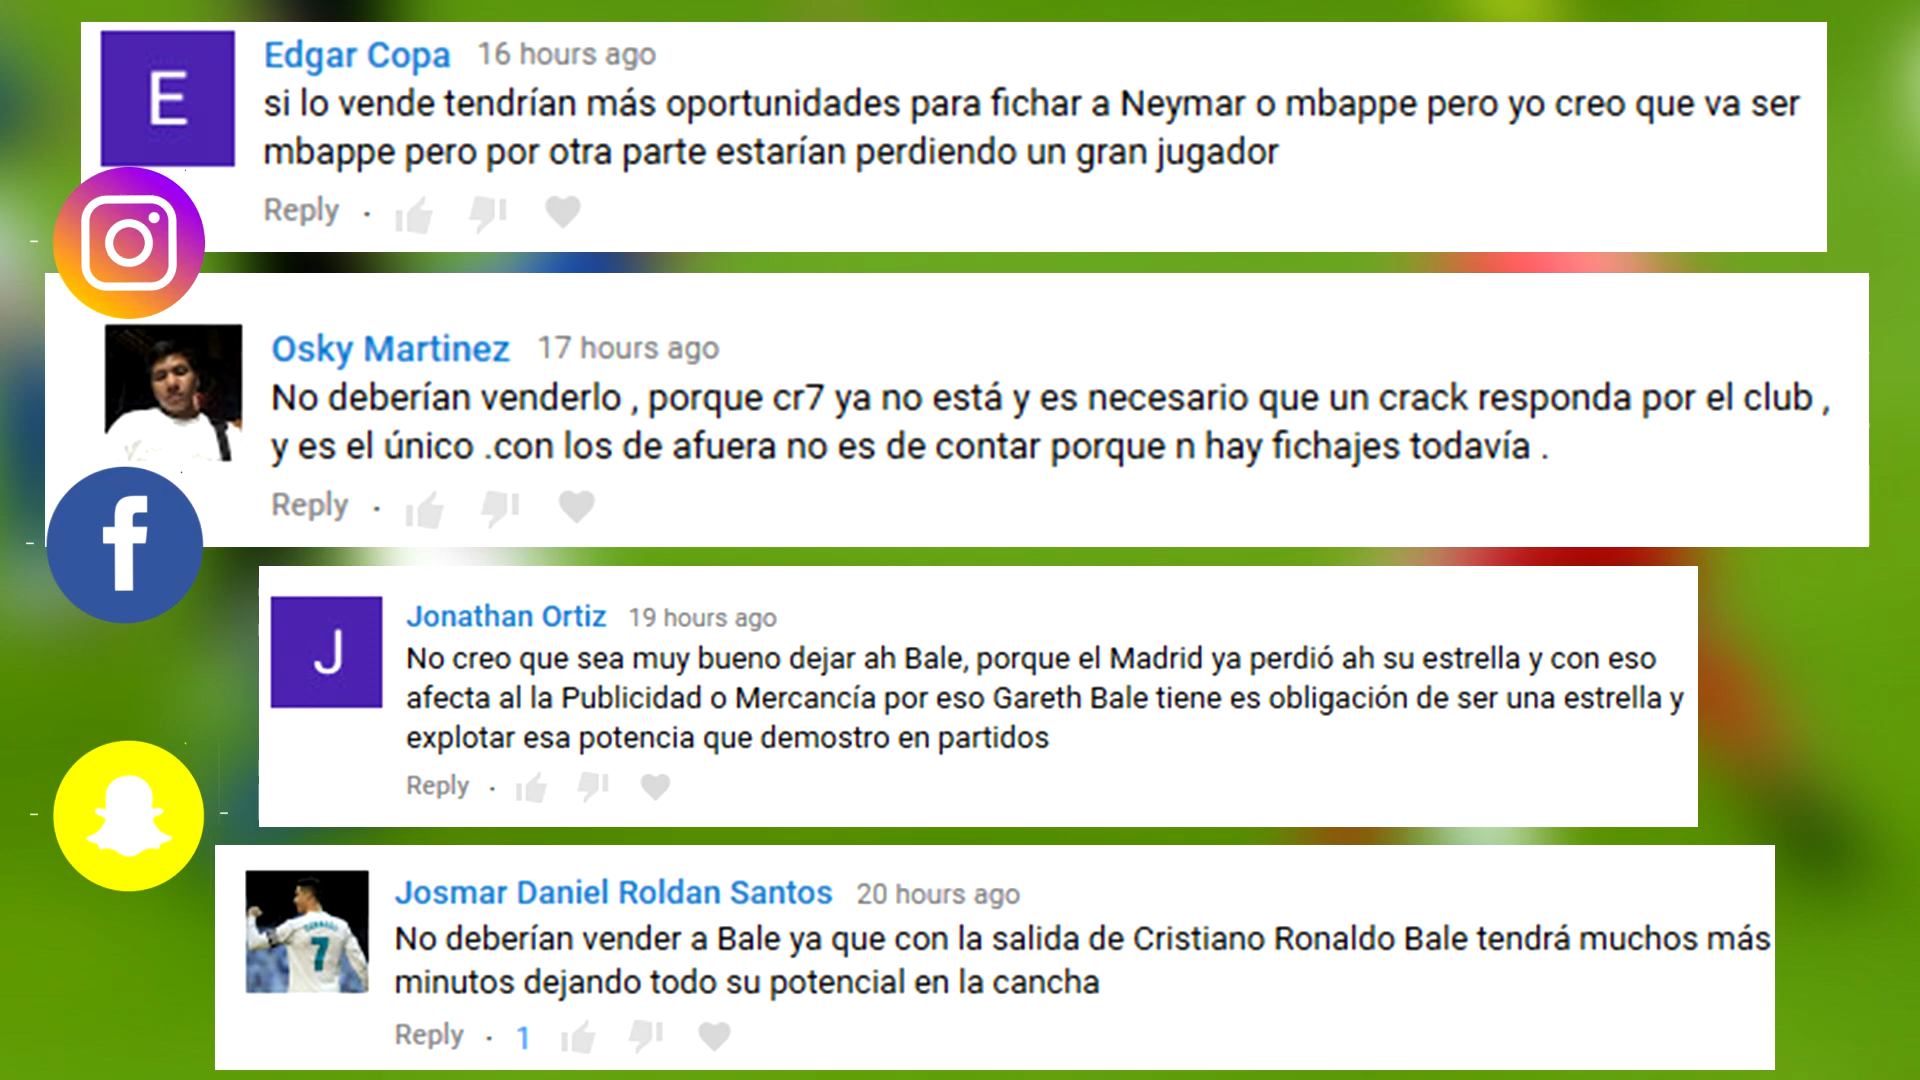 E
Edgar Copa 16 hours ago
si lo vende tendrían más oportunidades para fichar a Neymar o mbappe pero yo creo que va ser
mbappe pero por otra parte estarían perdiendo un gran jugador
Reply
Osky Martinez 17 hours ago
No deberían venderlo , porque cr7 ya no está y es necesario que un crack responda por el club ,
y es el único .con los de afuera no es de contar porque n hay fichajes todavía .
Reply
f
J
Jonathan Ortiz 19 hours ago
No creo que sea muy bueno dejar ah Bale, porque el Madrid ya perdió ah su estrella y con eso
afecta al la Publicidad o Mercancía por eso Gareth Bale tiene es obligación de ser una estrella y
explotar esa potencia que demostro en partidos
Reply
7
Josmar Daniel Roldan Santos 20 hours ago
No deberían vender a Bale ya que con la salida de Cristiano Ronaldo Bale tendrá muchos más
minutos dejando todo su potencial en la cancha
Reply · 1